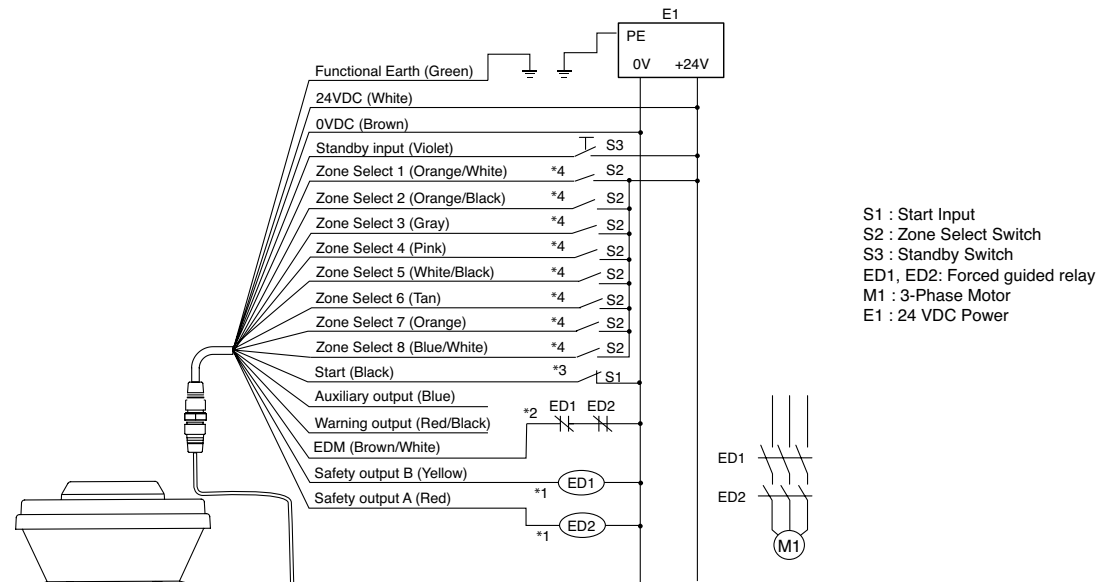 E1
PE
0V +24V
Functional Earth (Green)
24VDC (White)
0VDC (Brown)
Standby input (Violet) S3
Zone Select 1 (Orange/White) *4 S2
Zone Select 2 (Orange/Black) *4 S2
Zone Select 3 (Gray) *4 S2
Zone Select 4 (Pink) *4 S2
Zone Select 5 (White/Black) *4 S2
Zone Select 6 (Tan) *4 S2
Zone Select 7 (Orange) *4 S2
Zone Select 8 (Blue/White) *4 S2
Start (Black) *3 S1
Auxiliary output (Blue)
Warning output (Red/Black) *2 ED1 ED2
EDM (Brown/White)
Safety output B (Yellow) *1 ED1
Safety output A (Red) *1 ED2
S1 : Start Input
S2 : Zone Select Switch
S3 : Standby Switch
ED1, ED2: Forced guided relay
M1 : 3-Phase Motor
E1 : 24 VDC Power
ED1
ED2
M1